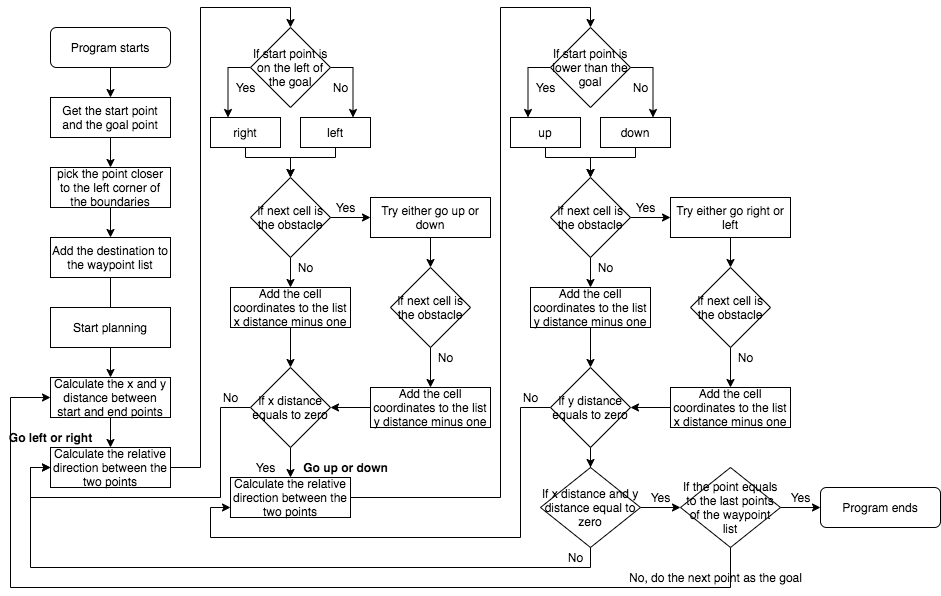 Program starts
Get the start point
and the goal point
pick the point closer
to the left corner of
the boundaries
Add the destination to
the waypoint list
Start planning
Calculate the x and y
distance between
start and end points
Go left or right
Calculate the relative
direction between the
two points
If start point is
on the left of
the goal
Yes
No
right
left
If next cell is
the obstacle
Yes
Try either go up or
down
No
Add the cell
coordinates to the list
x distance minus one
If next cell is
the obstacle
No
Add the cell
coordinates to the list
y distance minus one
If x distance
equals to zero
No
Yes
Go up or down
Calculate the relative
direction between the
two points
If start point is
lower than the
goal
Yes
No
up
down
If next cell is
the obstacle
Yes
Try either go right or
left
No
Add the cell
coordinates to the list
y distance minus one
If next cell is
the obstacle
No
Add the cell
coordinates to the list
x distance minus one
If y distance
equals to zero
No
If x distance and y
distance equal to
zero
Yes
No
If the point equals
to the last points
of the waypoint
list
Yes
No, do the next point as the goal
Program ends